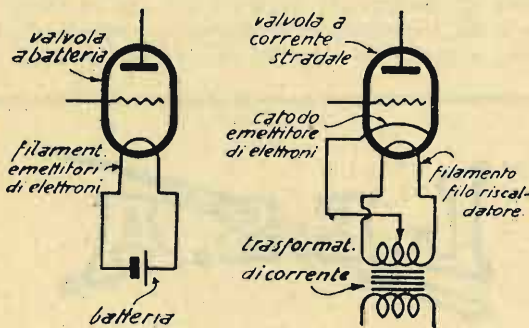 valvola
a batteria
filament.
emettitori
di elettroni
batteria
valvola a
corrente
stradale
catodo
emettitore
di elettroni
filamento
filo riscal-
datore.
trasformat.
di corrente